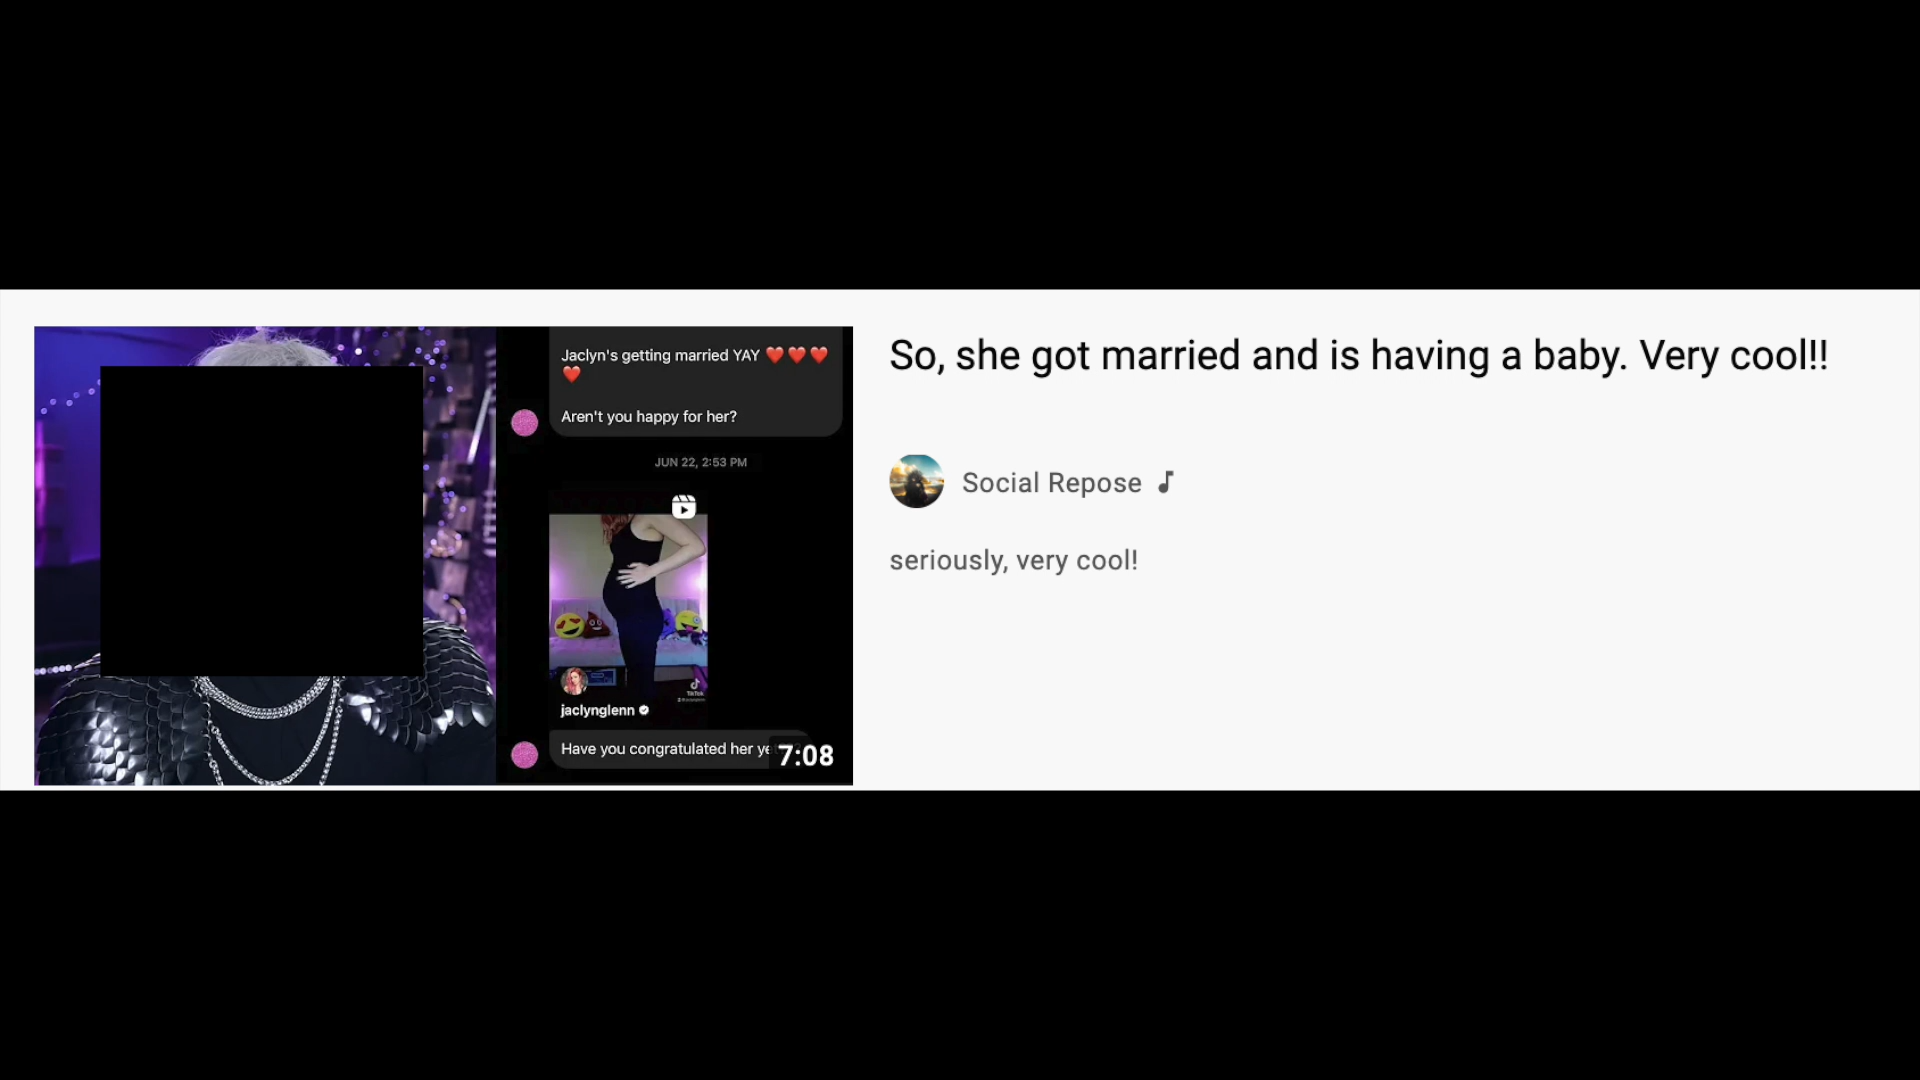 Jaclyn's getting married YAY ❤️❤️❤️
❤️
Aren't you happy for her?
JUN 22, 2:53 PM
TikTok
jaclynglenn
Have you congratulated her
7:08
So, she got married and is having a baby. Very cool!!
Social Repose
seriously, very cool!